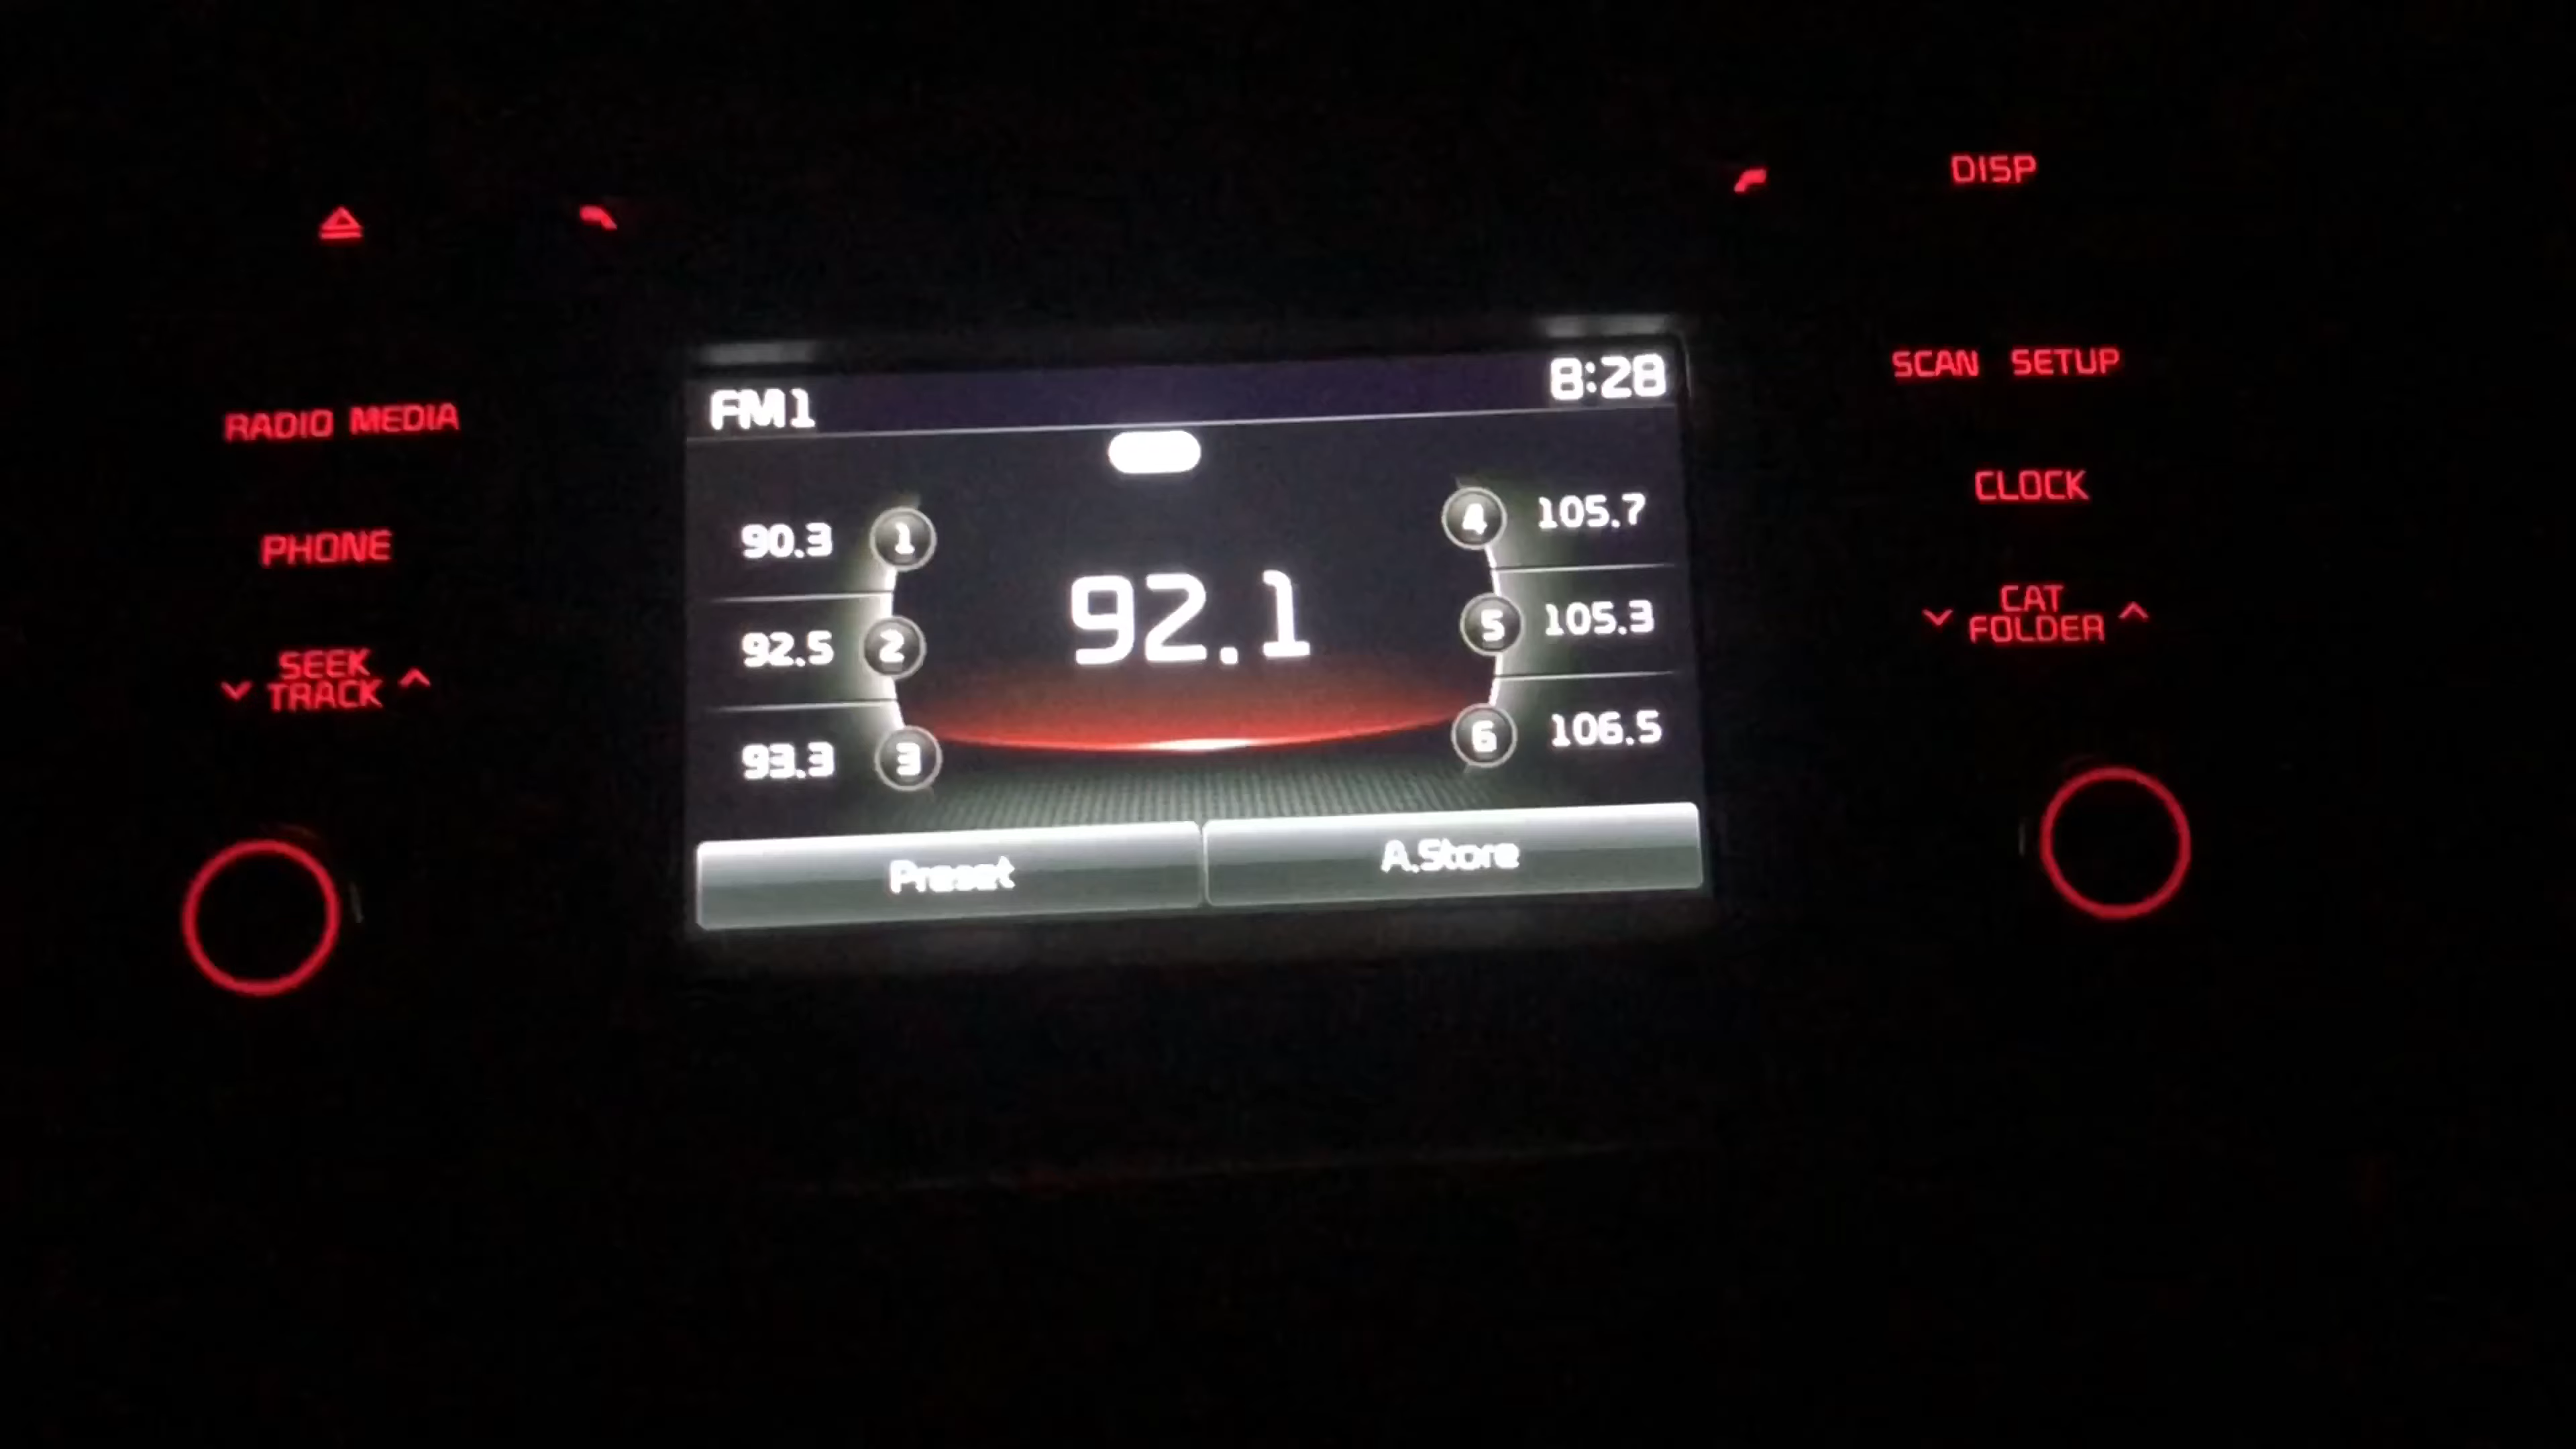 DISP
RADIO MEDIA
PHONE
SEEK
TRACK
FM1
8:28
90.3 1
92.5 2
93.3 3
92.1
4 105.7
5 105.3
6 106.5
Preset
A.Store
SCAN SETUP
CLOCK
CAT
FOLDER